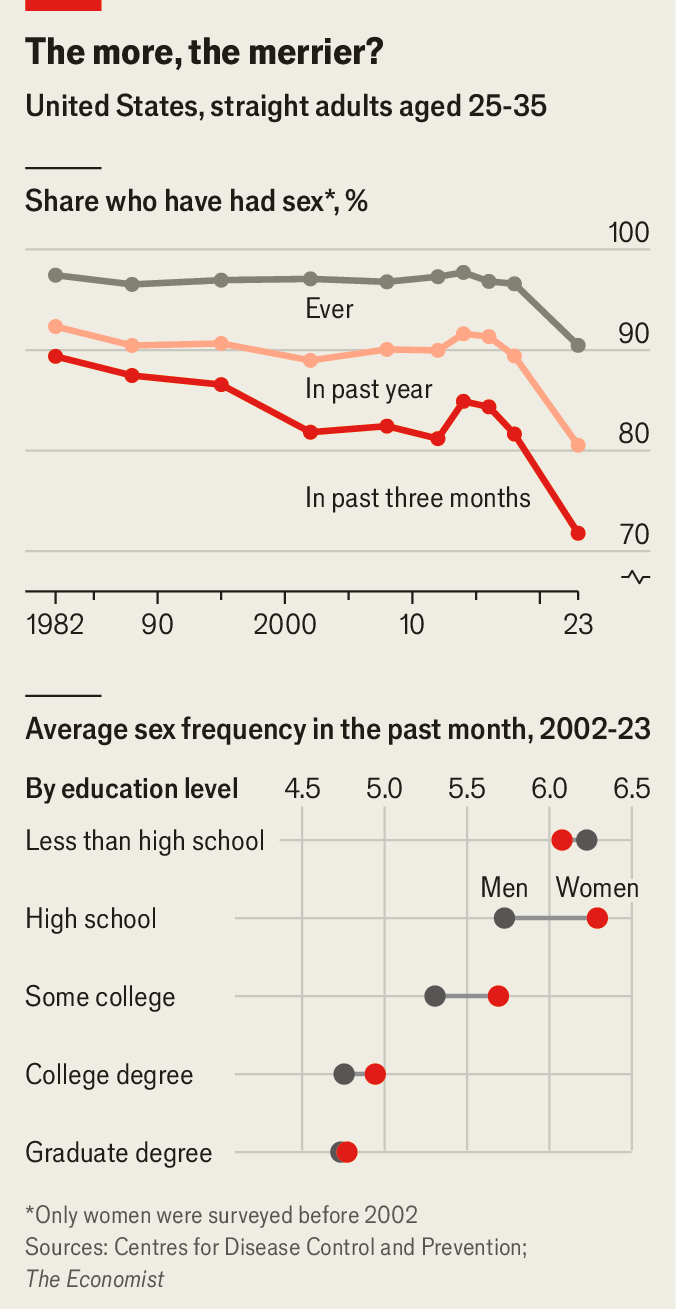 The more, the merrier?
United States, straight adults aged 25-35
Share who have had sex*, %
100
Ever
90
In past year
80
In past three months
70
1982 90 2000 10 23
Average sex frequency in the past month, 2002-23
By education level 4.5 5.0 5.5 6.0 6.5
Less than high school
Men Women
High school
Some college
College degree
Graduate degree
*Only women were surveyed before 2002
Sources: Centres for Disease Control and Prevention;
The Economist